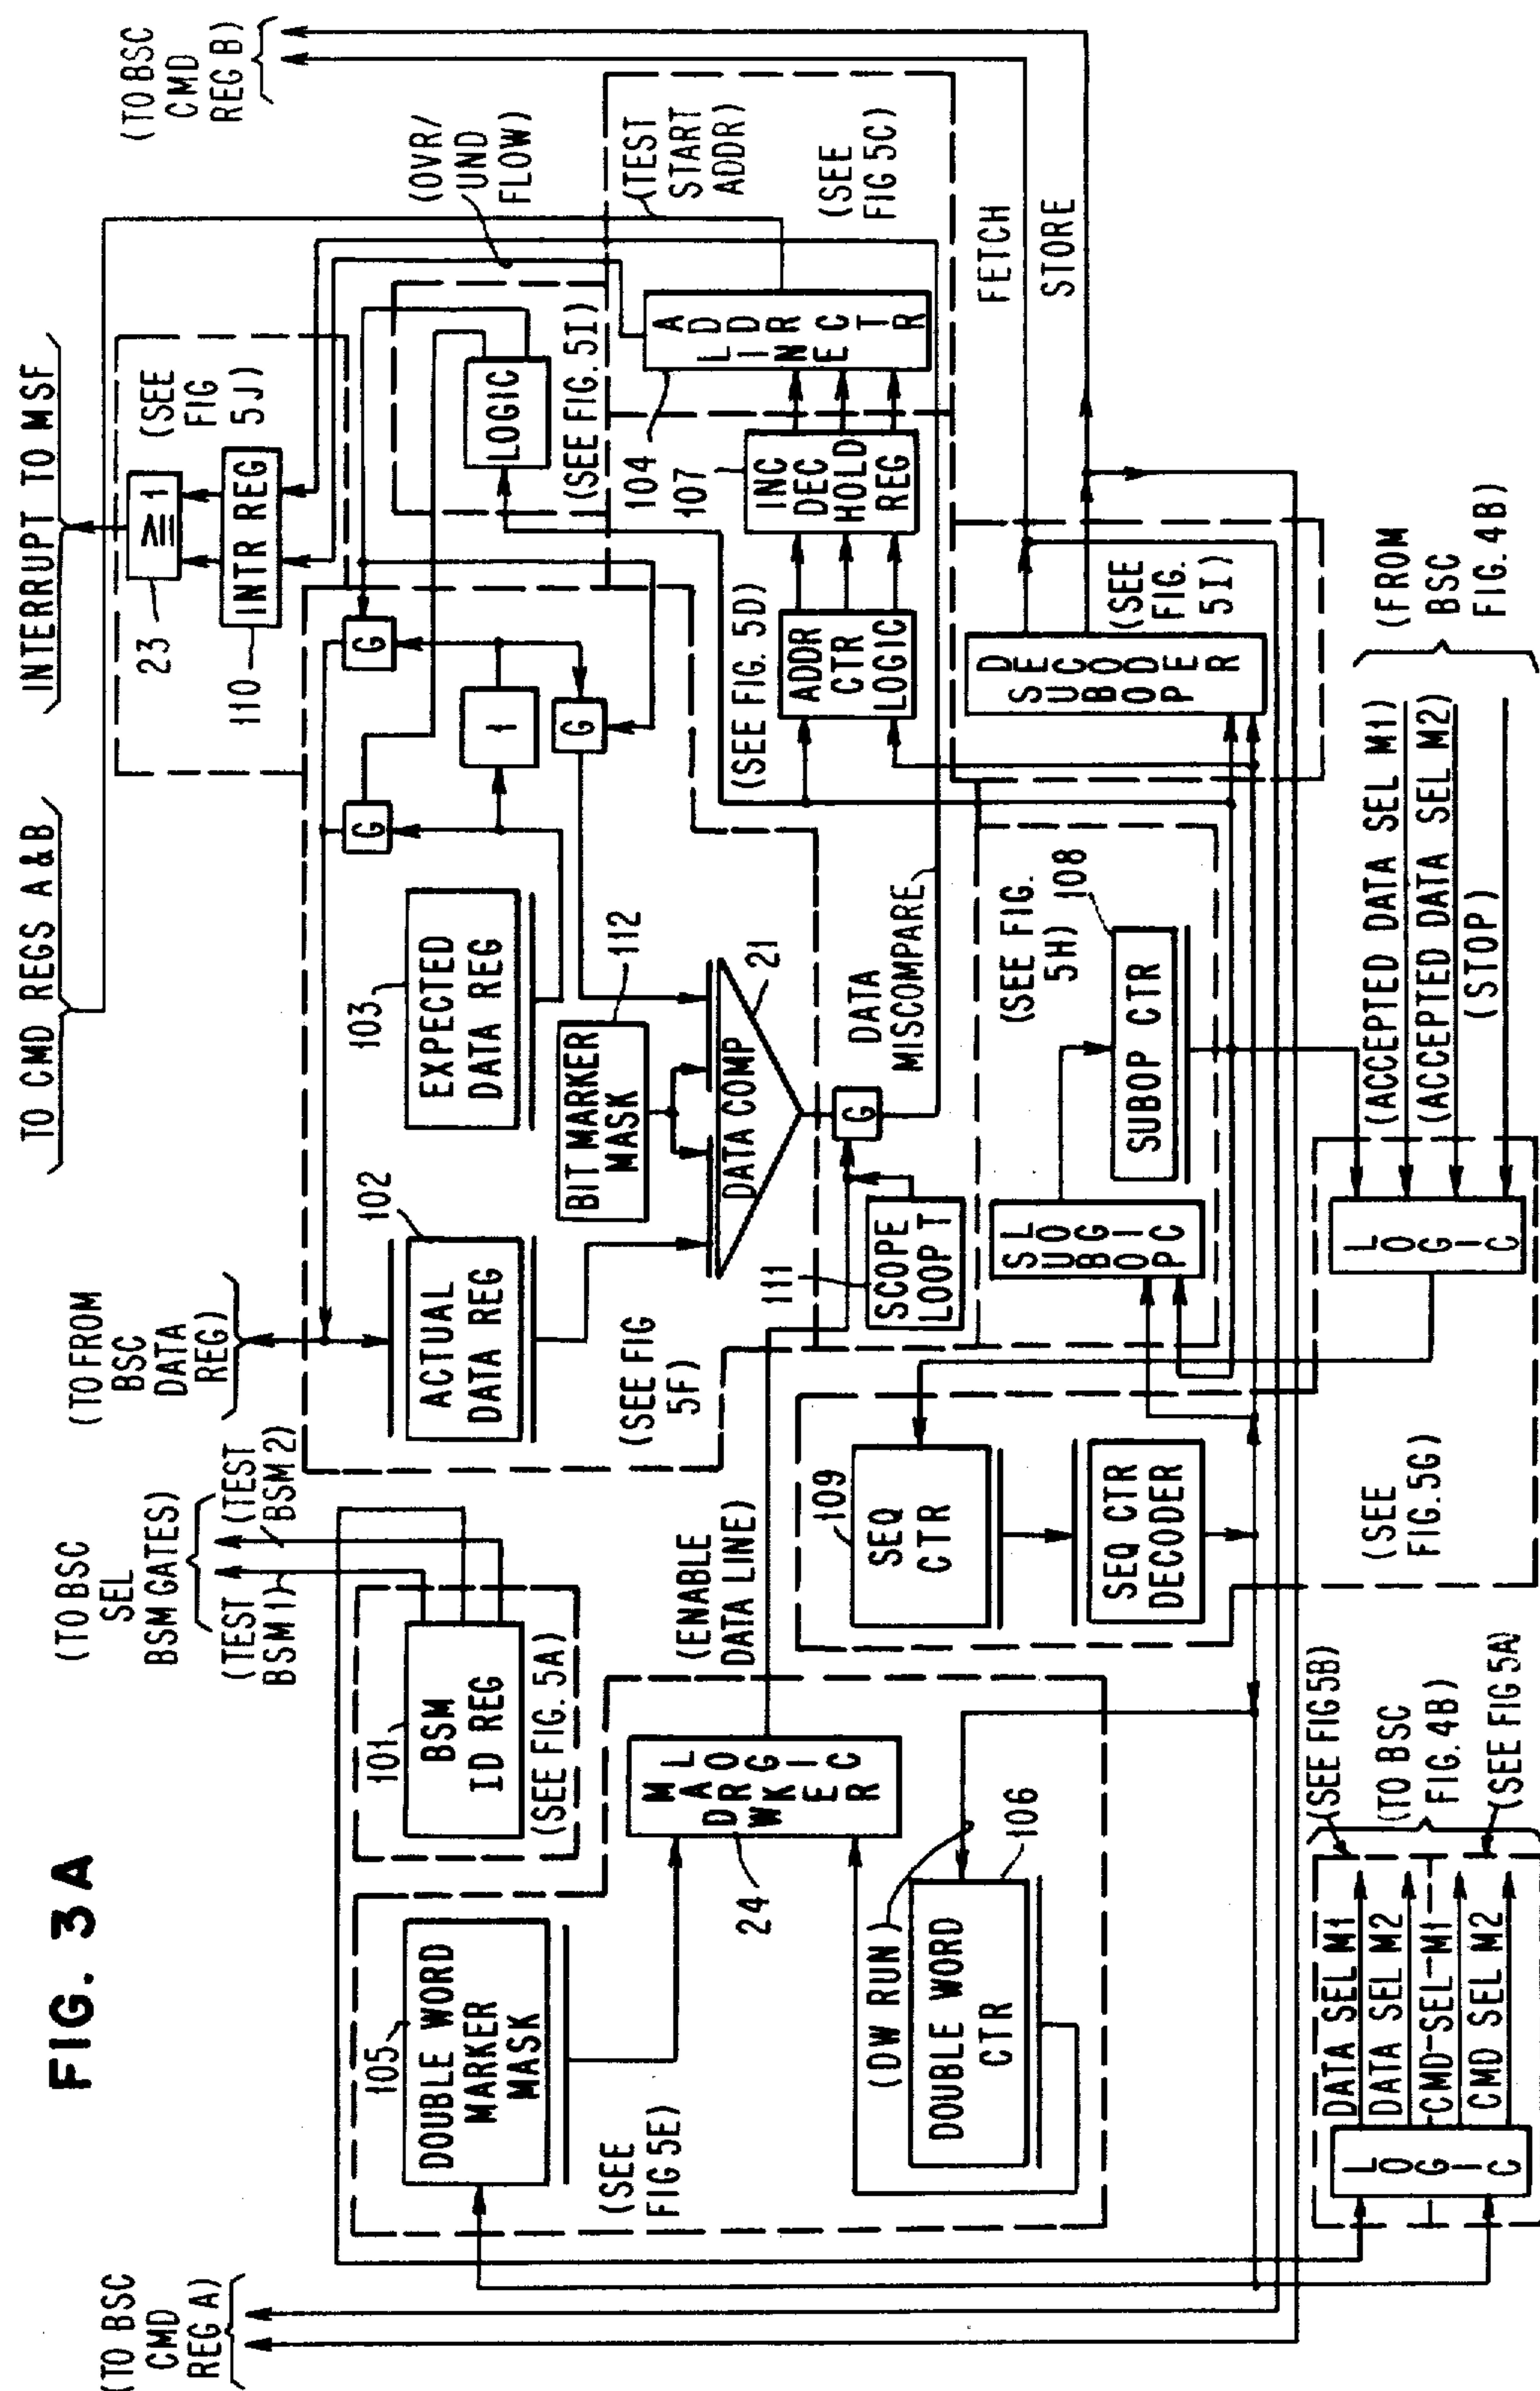 FIG. 3A
(TO BSC
CMD
REG A)
(TO BSC
SEL
BSM GATES)
(TEST
BSM 1)
(TEST
BSM 2)
(TO FROM
BSC
DATA
REG)
TO CMD REGS A & B
INTERRUPT TO MSF
(TO BSC
CMD
REG B)
105
DOUBLE WORD
MARKER
MASK
101
BSM
ID REG
(SEE FIG. 5A)
(SEE
FIG 5E)
24
MARKER
DW
LOGIC
(ENABLE
DATA LINE)
(DW RUN)
106
DOUBLE WORD
CTR
102
ACTUAL
DATA REG
(SEE FIG
5F)
103
EXPECTED
DATA REG
BIT MARKER
MASK
112
DATA COMP
21
G
G
G
1
23
≥1
110
INTR REG
(SEE
FIG
5J)
LOGIC
(SEE FIG. 5I)
(OVR/
UND
FLOW)
(TEST
START
ADDR)
(SEE
FIG 5C)
104
ADDR
LINE
CTR
107
INC
DEC
HOLD
REG
(SEE FIG. 5D)
ADDR
CTR
LOGIC
111
SCOPE
LOOP T
G
DATA
MISCOMPARE
(SEE FIG.
5H)
108
SUBOP CTR
SUBOP
LOGIC
109
SEQ
CTR
SEQ CTR
DECODER
(SEE
FIG. 5G)
LOGIC
SUBOP
DECODER
(SEE
FIG.
5I)
FETCH
STORE
(FROM
BSC
FIG. 4B)
(ACCEPTED DATA SEL M1)
(ACCEPTED DATA SEL M2)
(STOP)
LOGIC
DATA SEL M1
DATA SEL M2
CMD-SEL-M1
CMD SEL M2
(SEE FIG 5B)
(TO BSC
FIG. 4B)
(SEE FIG 5A)